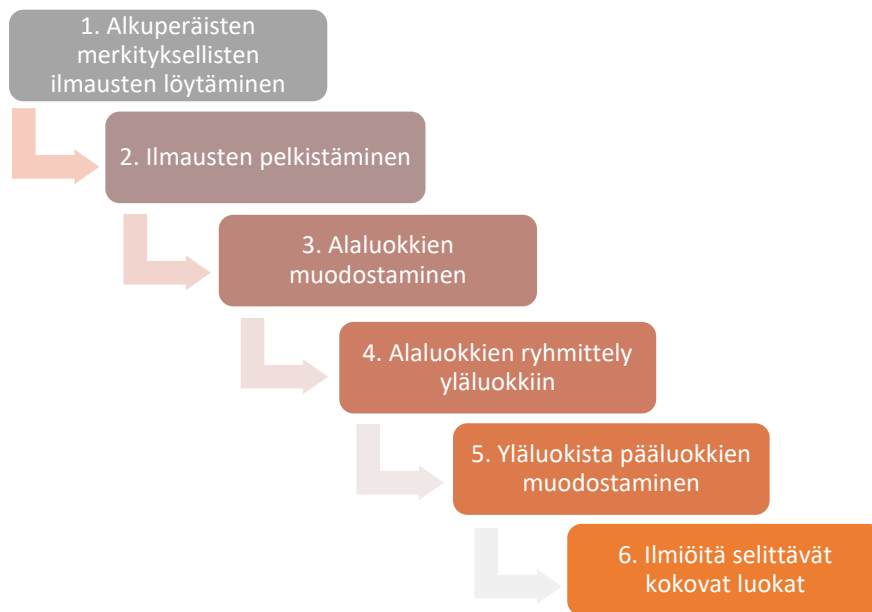 1. Alkuperäisten
merkityksellisten
ilmausten löytäminen
2. Ilmausten pelkistäminen
3. Alaluokkien
muodostaminen
4. Alaluokkien ryhmittely
yläluokkiin
5. Yläluokista pääluokkien
muodostaminen
6. Ilmiöitä selittävät
kokovat luokat